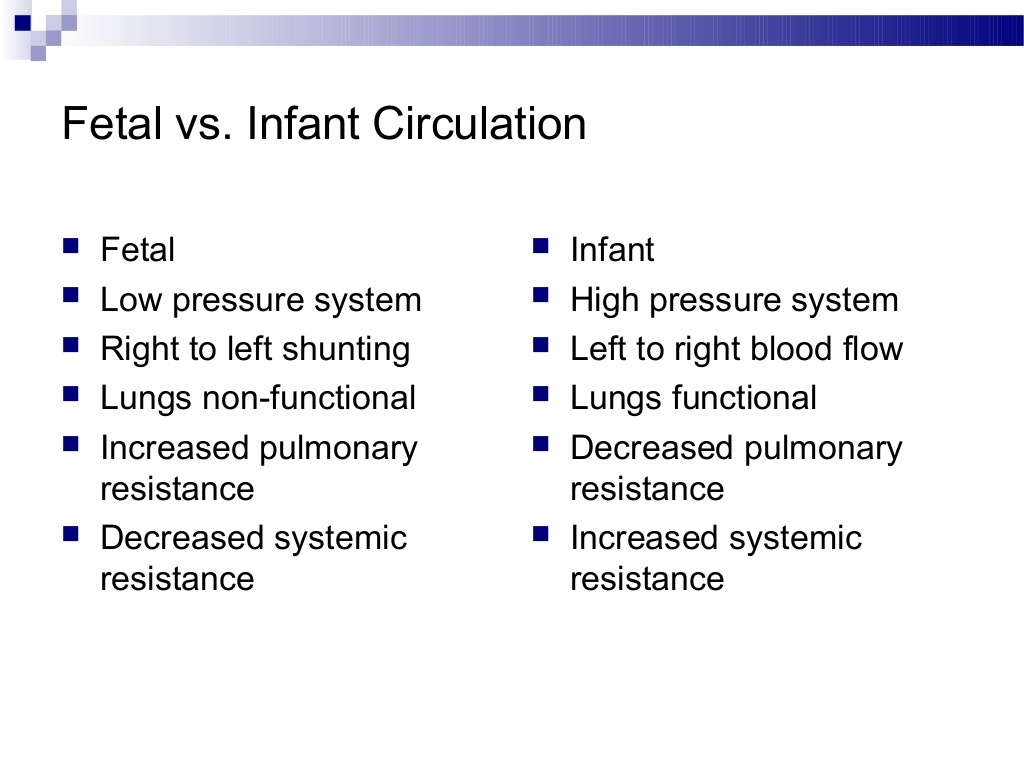 Fetal vs. Infant Circulation
Fetal
Low pressure system
Right to left shunting
Lungs non-functional
Increased pulmonary
resistance
Decreased systemic
resistance
Infant
High pressure system
Left to right blood flow
Lungs functional
Decreased pulmonary
resistance
Increased systemic
resistance